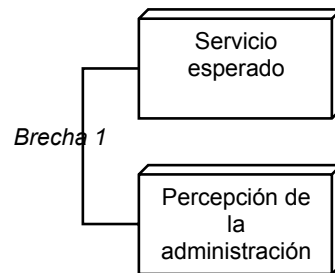 Servicio
esperado
Brecha 1
Percepción de
la
administración